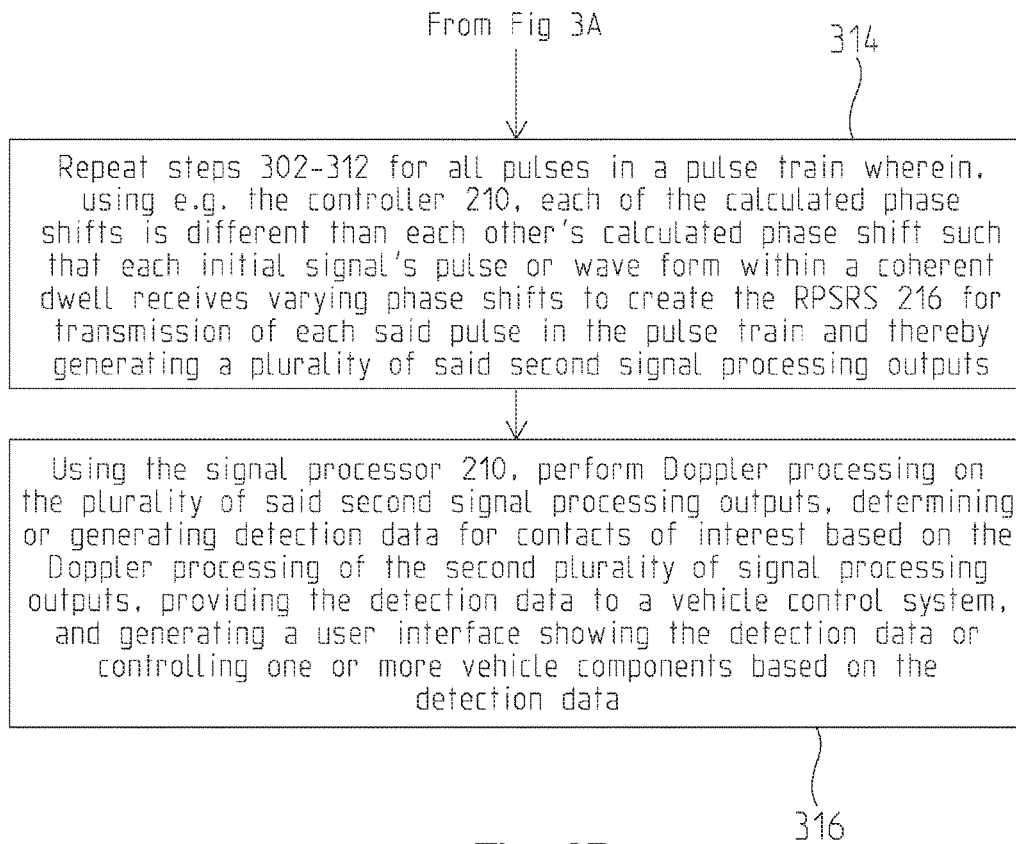 From Fig 3A
314
Repeat steps 302-312 for all pulses in a pulse train wherein,
using e.g. the controller 210, each of the calculated phase
shifts is different than each other's calculated phase shift such
that each initial signal's pulse or wave form within a coherent
dwell receives varying phase shifts to create the RPSRS 216 for
transmission of each said pulse in the pulse train and thereby
generating a plurality of said second signal processing outputs
Using the signal processor 210, perform Doppler processing on
the plurality of said second signal processing outputs, determining
or generating detection data for contacts of interest based on the
Doppler processing of the second plurality of signal processing
outputs, providing the detection data to a vehicle control system,
and generating a user interface showing the detection data or
controlling one or more vehicle components based on the
detection data
316